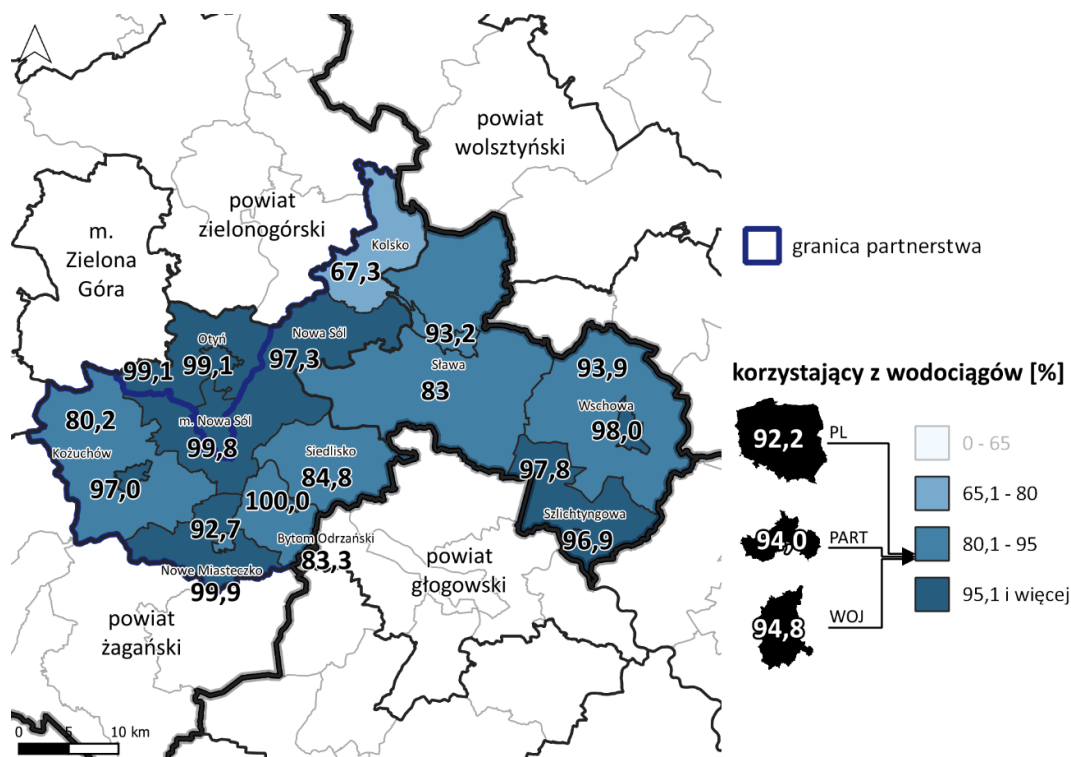 powiat
wolsztyński
powiat
zielonogórski
m.
Zielona
Góra
granica partnerstwa
Kolsko
67,3
Otyń
99,1
99,1
Nowa Sól
97,3
93,2
Sława
83
93,9
Wschowa
98,0
80,2
Kożuchów
97,0
m. Nowa Sól
99,8
Siedlisko
84,8
100,0
92,7
97,8
Szlichtyngowa
96,9
Bytom Odrzański
83,3
Nowe Miasteczko
99,9
powiat
głogowski
powiat
żagański
0 5 10 km
korzystający z wodociągów [%]
92,2 PL
94,0 PART
94,8 WOJ
0 - 65
65,1 - 80
80,1 - 95
95,1 i więcej